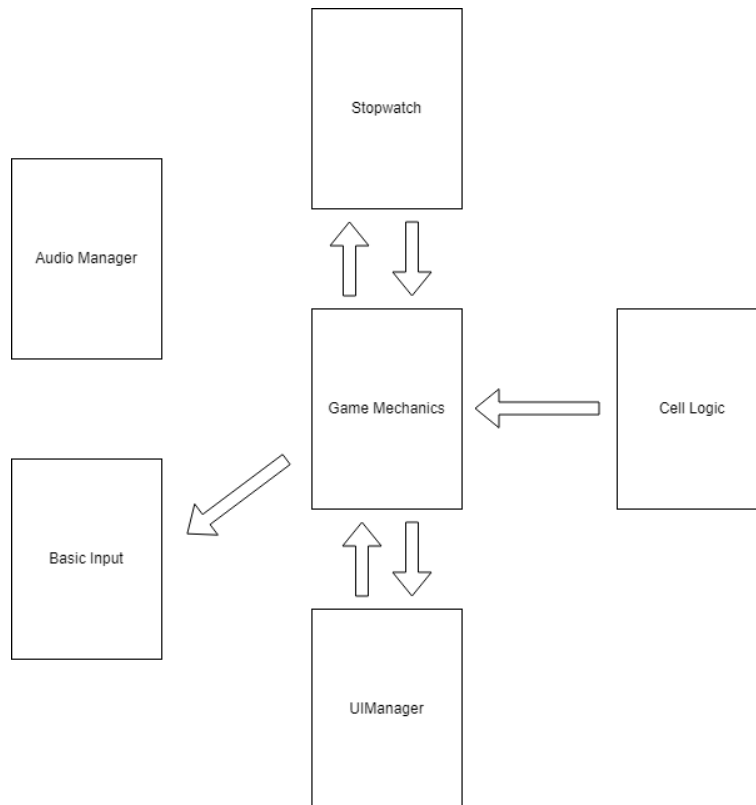 Stopwatch
Audio Manager
Game Mechanics
Cell Logic
Basic Input
UIManager